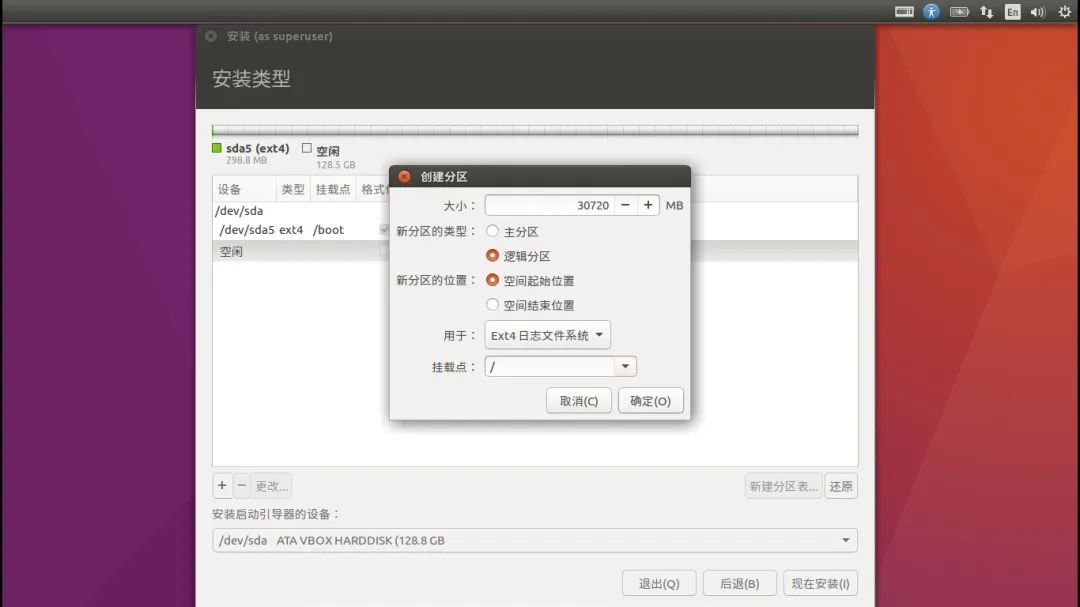 En
安装 (as superuser)
安装类型
sda5 (ext4) 空闲
298.8 MB 128.5 GB
设备 类型 挂载点
/dev/sda
/dev/sda5 ext4 /boot
空闲
创建分区
大小： 30720 − + MB
新分区的类型： 主分区
逻辑分区
新分区的位置： 空间起始位置
空间结束位置
用于： Ext4 日志文件系统
挂载点： /
取消(C) 确定(O)
+ − 更改... 新建分区表... 还原
安装启动引导器的设备：
/dev/sda ATA VBOX HARDDISK (128.8 GB
退出(Q) 后退(B) 现在安装(I)